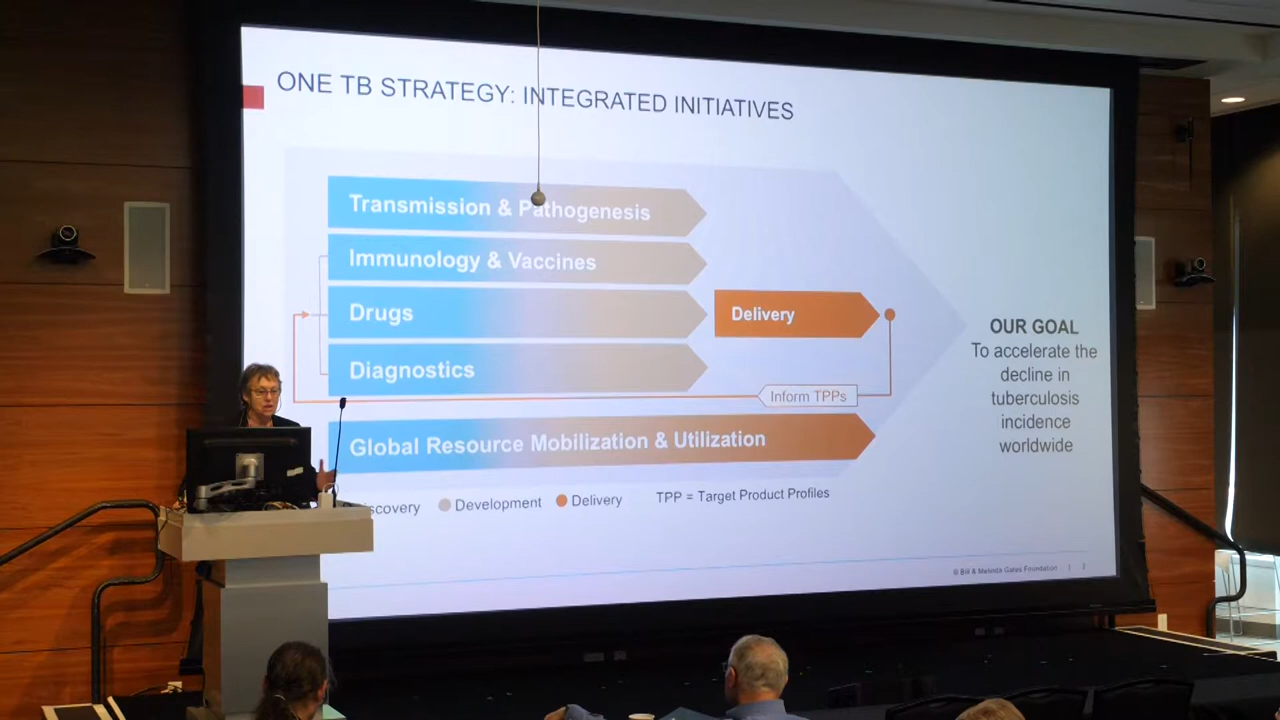 ONE TB STRATEGY: INTEGRATED INITIATIVES
Transmission & Pathogenesis
Immunology & Vaccines
Drugs
Diagnostics
Delivery
Inform TPPs
Global Resource Mobilization & Utilization
OUR GOAL
To accelerate the
decline in
tuberculosis
incidence
worldwide
scovery
Development
Delivery
TPP = Target Product Profiles
© Bill & Melinda Gates Foundation | 2